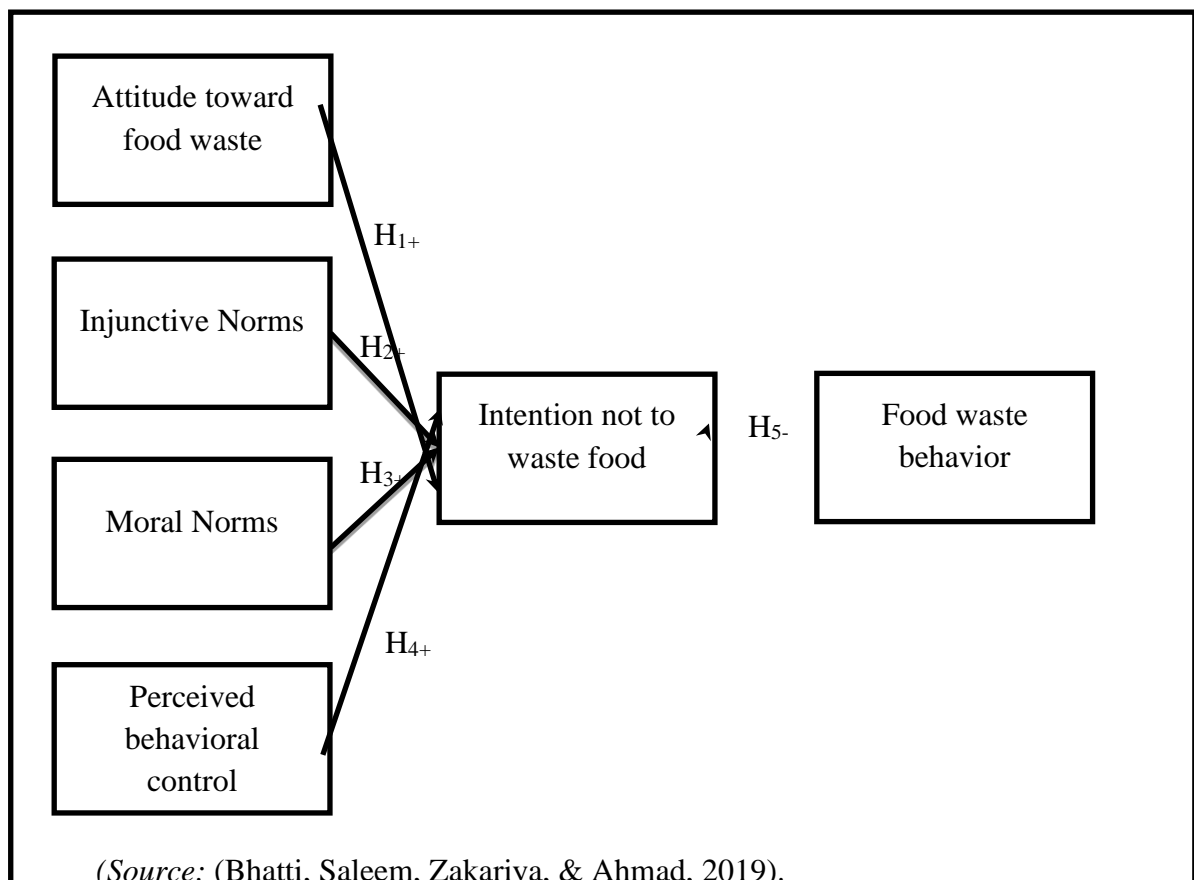 Attitude toward
food waste
H1+
Injunctive Norms
H2+
Intention not to
waste food
H5-
Food waste
behavior
H3+
Moral Norms
H4+
Perceived
behavioral
control
(Source: (Bhatti, Saleem, Zakariya, & Ahmad, 2019).